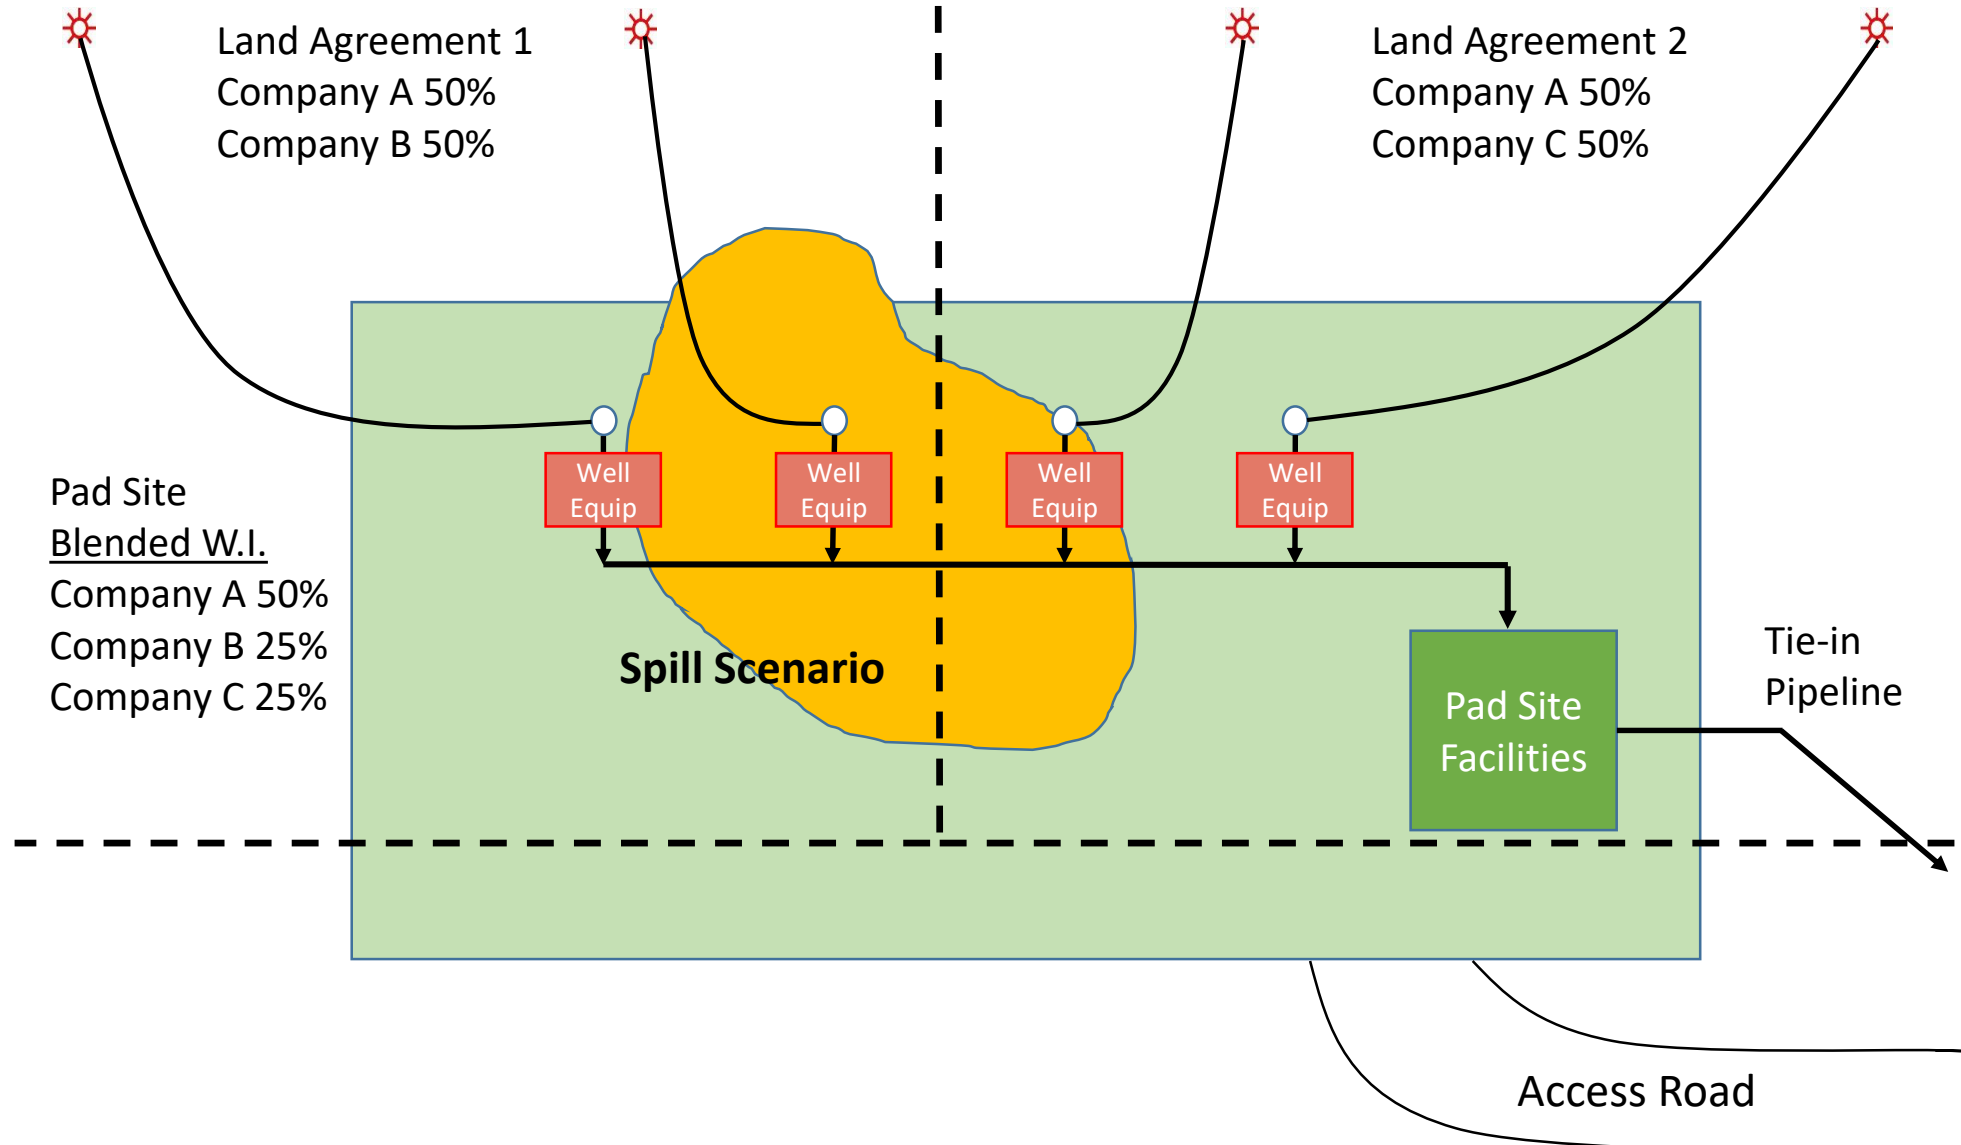 Land Agreement 1
Company A 50%
Company B 50%
Land Agreement 2
Company A 50%
Company C 50%
Well
Equip
Well
Equip
Well
Equip
Well
Equip
Pad Site
Blended W.I.
Company A 50%
Company B 25%
Company C 25%
Spill Scenario
Pad Site
Facilities
Tie-in
Pipeline
Access Road